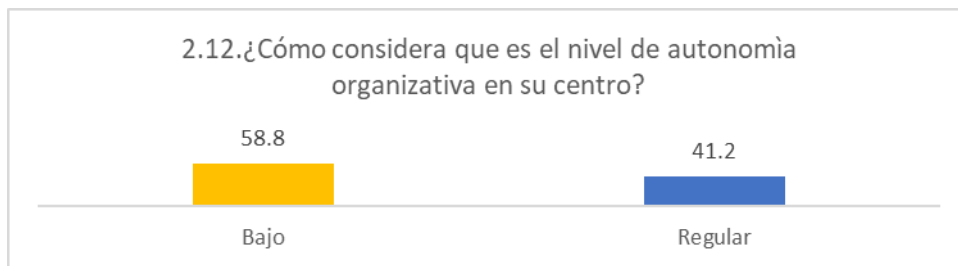 2.12.¿Cómo considera que es el nivel de autonomìa
organizativa en su centro?
58.8
41.2
Bajo
Regular